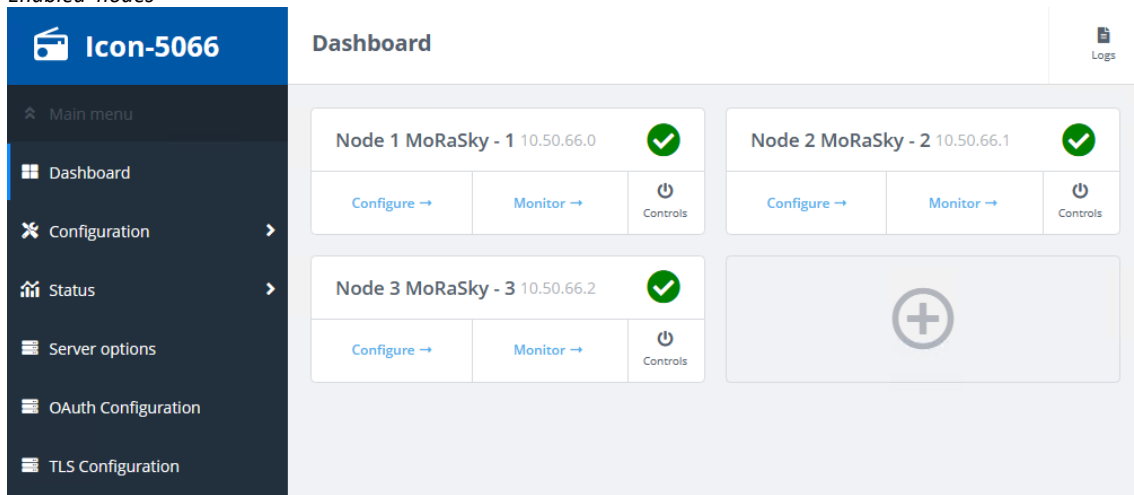 Enabled nodes
Icon-5066
Dashboard
Logs
Main menu
Dashboard
Configuration
Status
Server options
OAuth Configuration
TLS Configuration
Node 1 MoRaSky - 1 10.50.66.0
Configure →
Monitor →
Controls
Node 2 MoRaSky - 2 10.50.66.1
Configure →
Monitor →
Controls
Node 3 MoRaSky - 3 10.50.66.2
Configure →
Monitor →
Controls